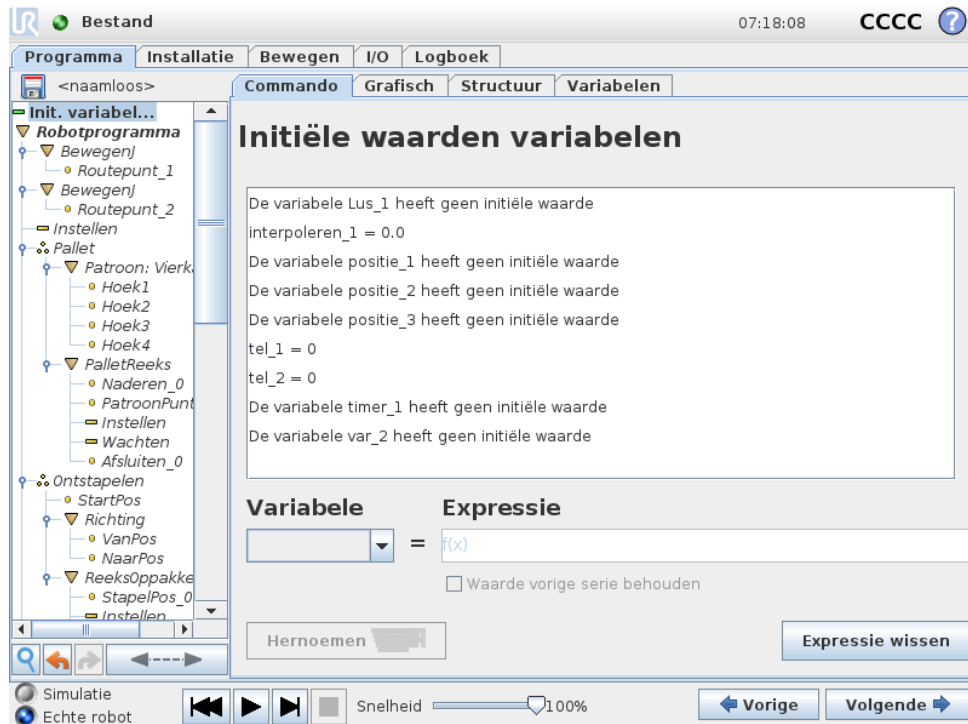 UR Bestand 07:18:08 CCCC ?
Programma Installatie Bewegen I/O Logboek
<naamloos>
Commando Grafisch Structuur Variabelen
Init. variabel...
Robotprogramma
BewegenJ
Routepunt_1
BewegenJ
Routepunt_2
Instellen
Pallet
Patroon: Vierk
Hoek1
Hoek2
Hoek3
Hoek4
PalletReeks
Naderen_0
PatroonPunt
Instellen
Wachten
Afsluiten_0
Ontstapelen
StartPos
Richting
VanPos
NaarPos
ReeksOppakke
StapelPos_0
Instellen
Initiële waarden variabelen
De variabele Lus_1 heeft geen initiële waarde
interpoleren_1 = 0.0
De variabele positie_1 heeft geen initiële waarde
De variabele positie_2 heeft geen initiële waarde
De variabele positie_3 heeft geen initiële waarde
tel_1 = 0
tel_2 = 0
De variabele timer_1 heeft geen initiële waarde
De variabele var_2 heeft geen initiële waarde
Variabele Expressie
= f(x)
Waarde vorige serie behouden
Hernoemen Expressie wissen
Simulatie
Echte robot
Snelheid 100%
Vorige Volgende